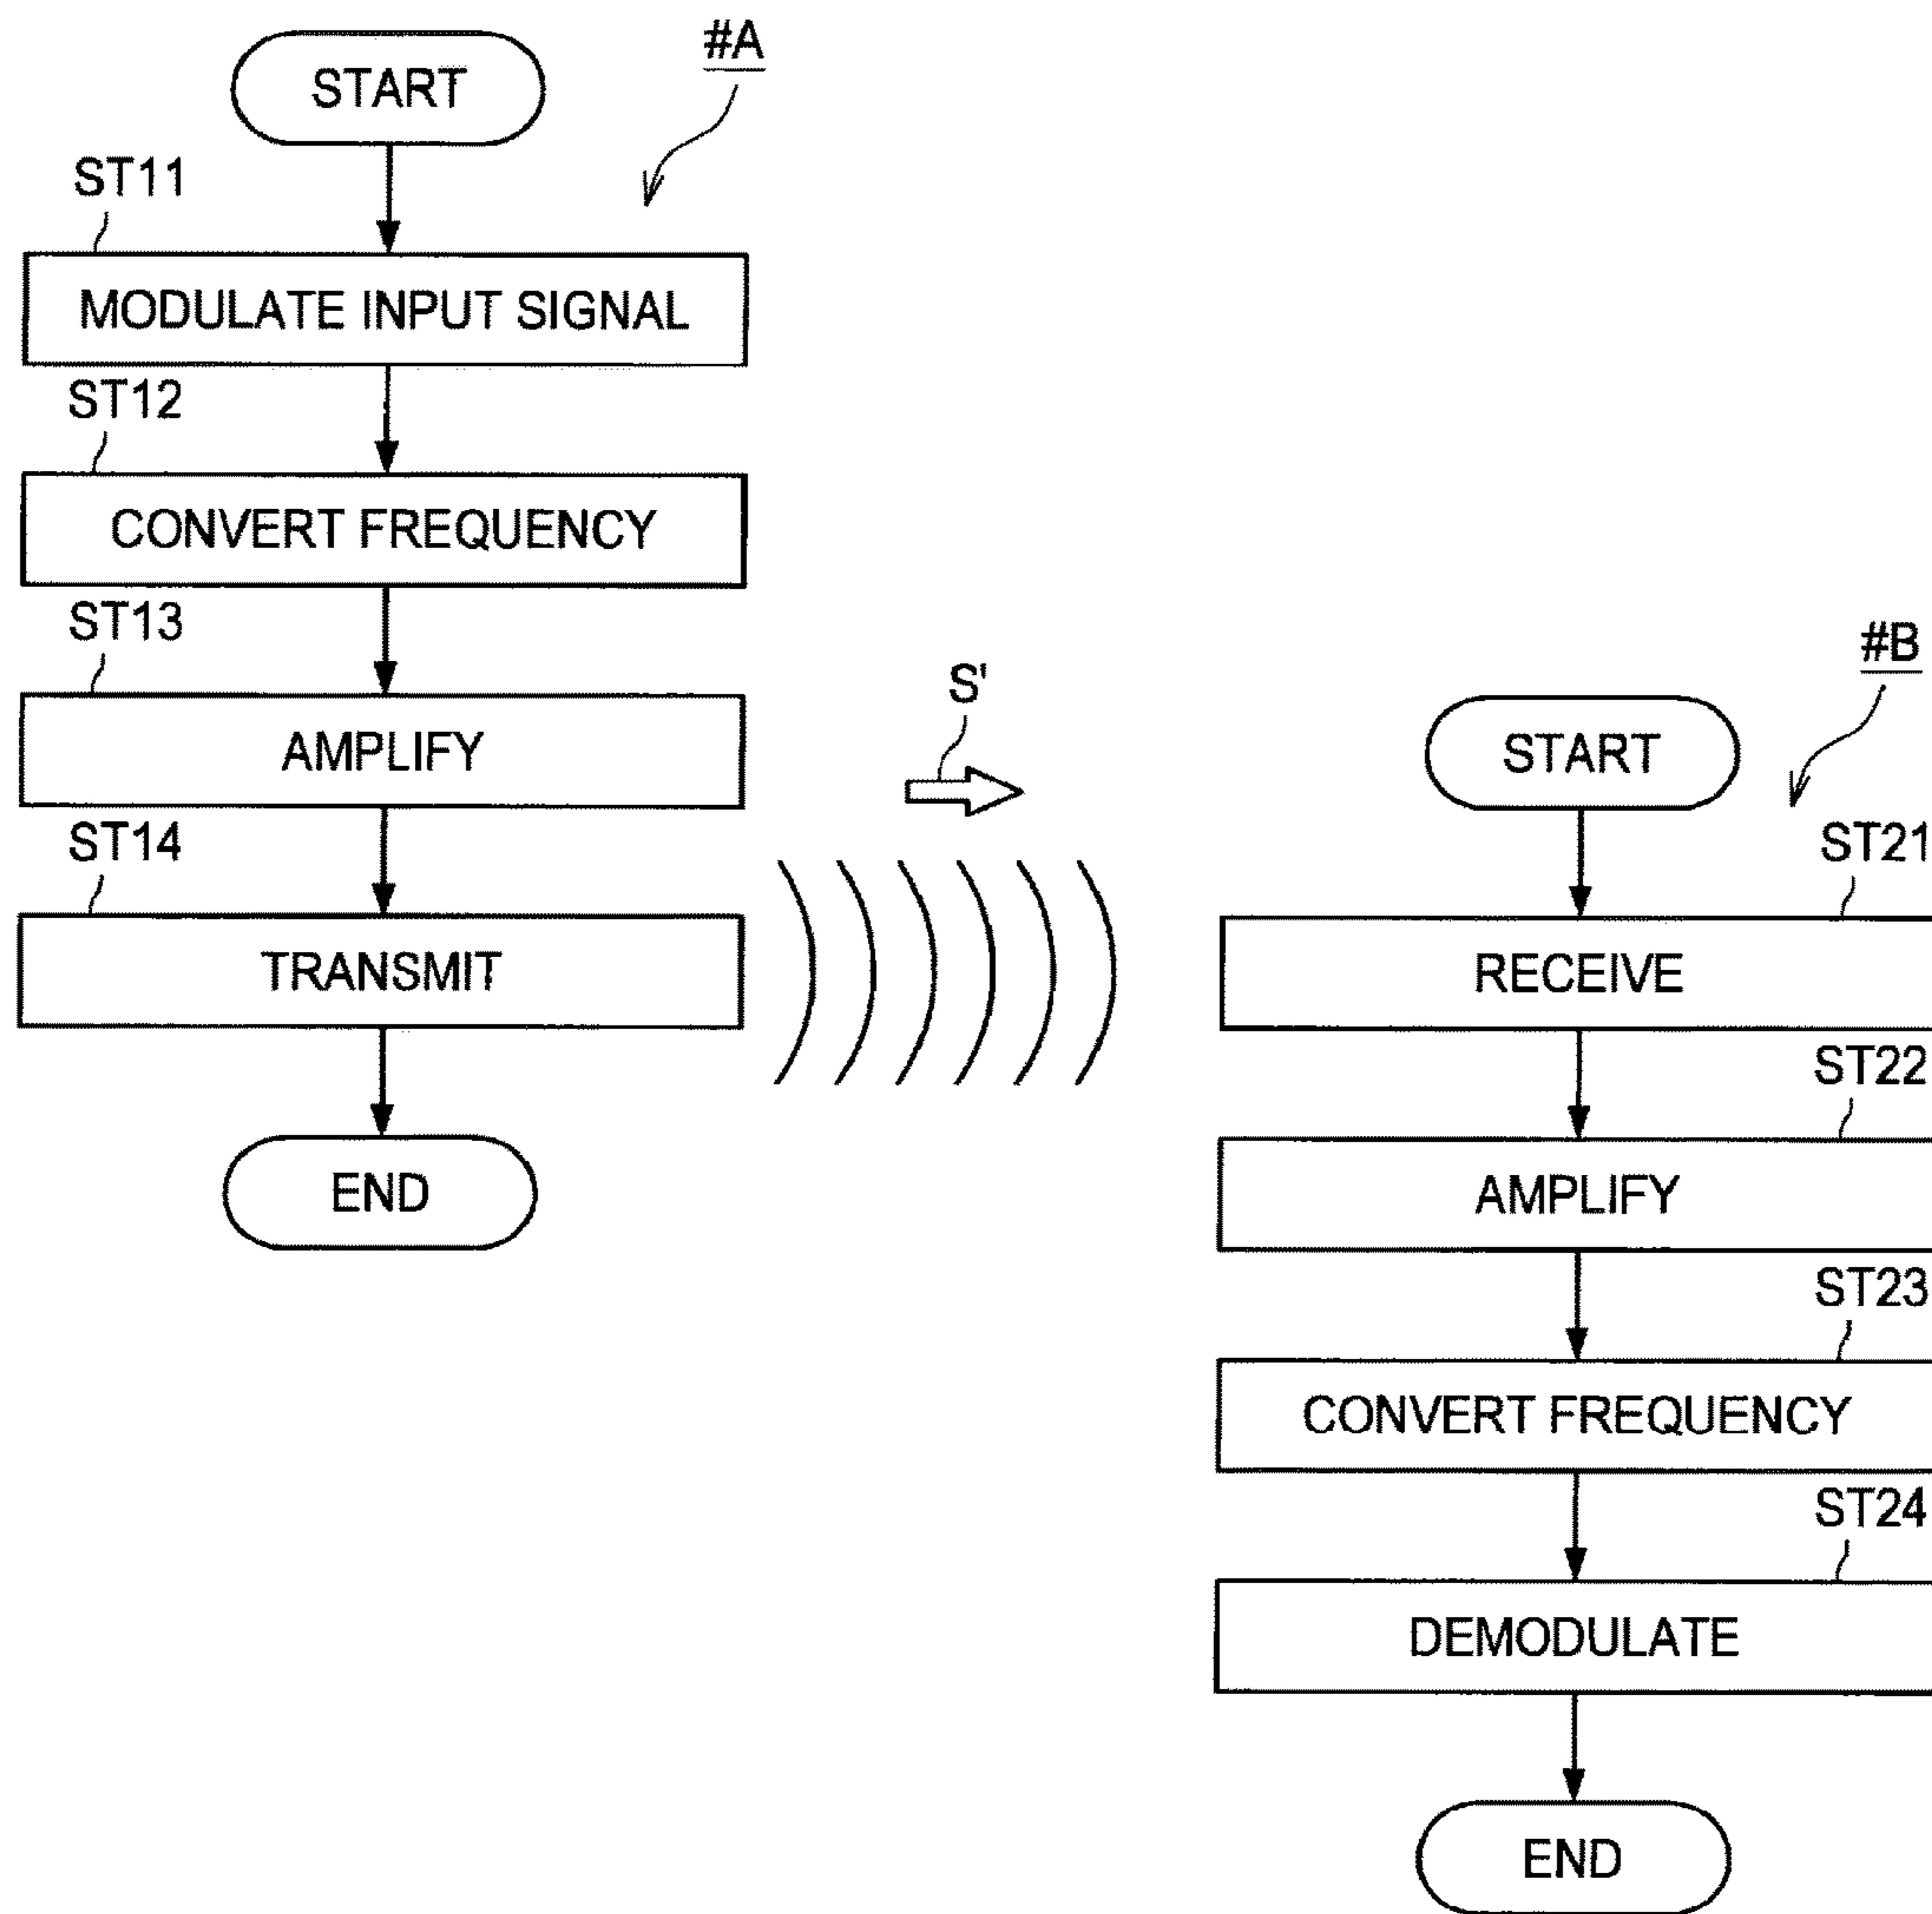 #A
START
ST11
MODULATE INPUT SIGNAL
ST12
CONVERT FREQUENCY
ST13
AMPLIFY
ST14
TRANSMIT
END
S'
#B
START
ST21
RECEIVE
ST22
AMPLIFY
ST23
CONVERT FREQUENCY
ST24
DEMODULATE
END